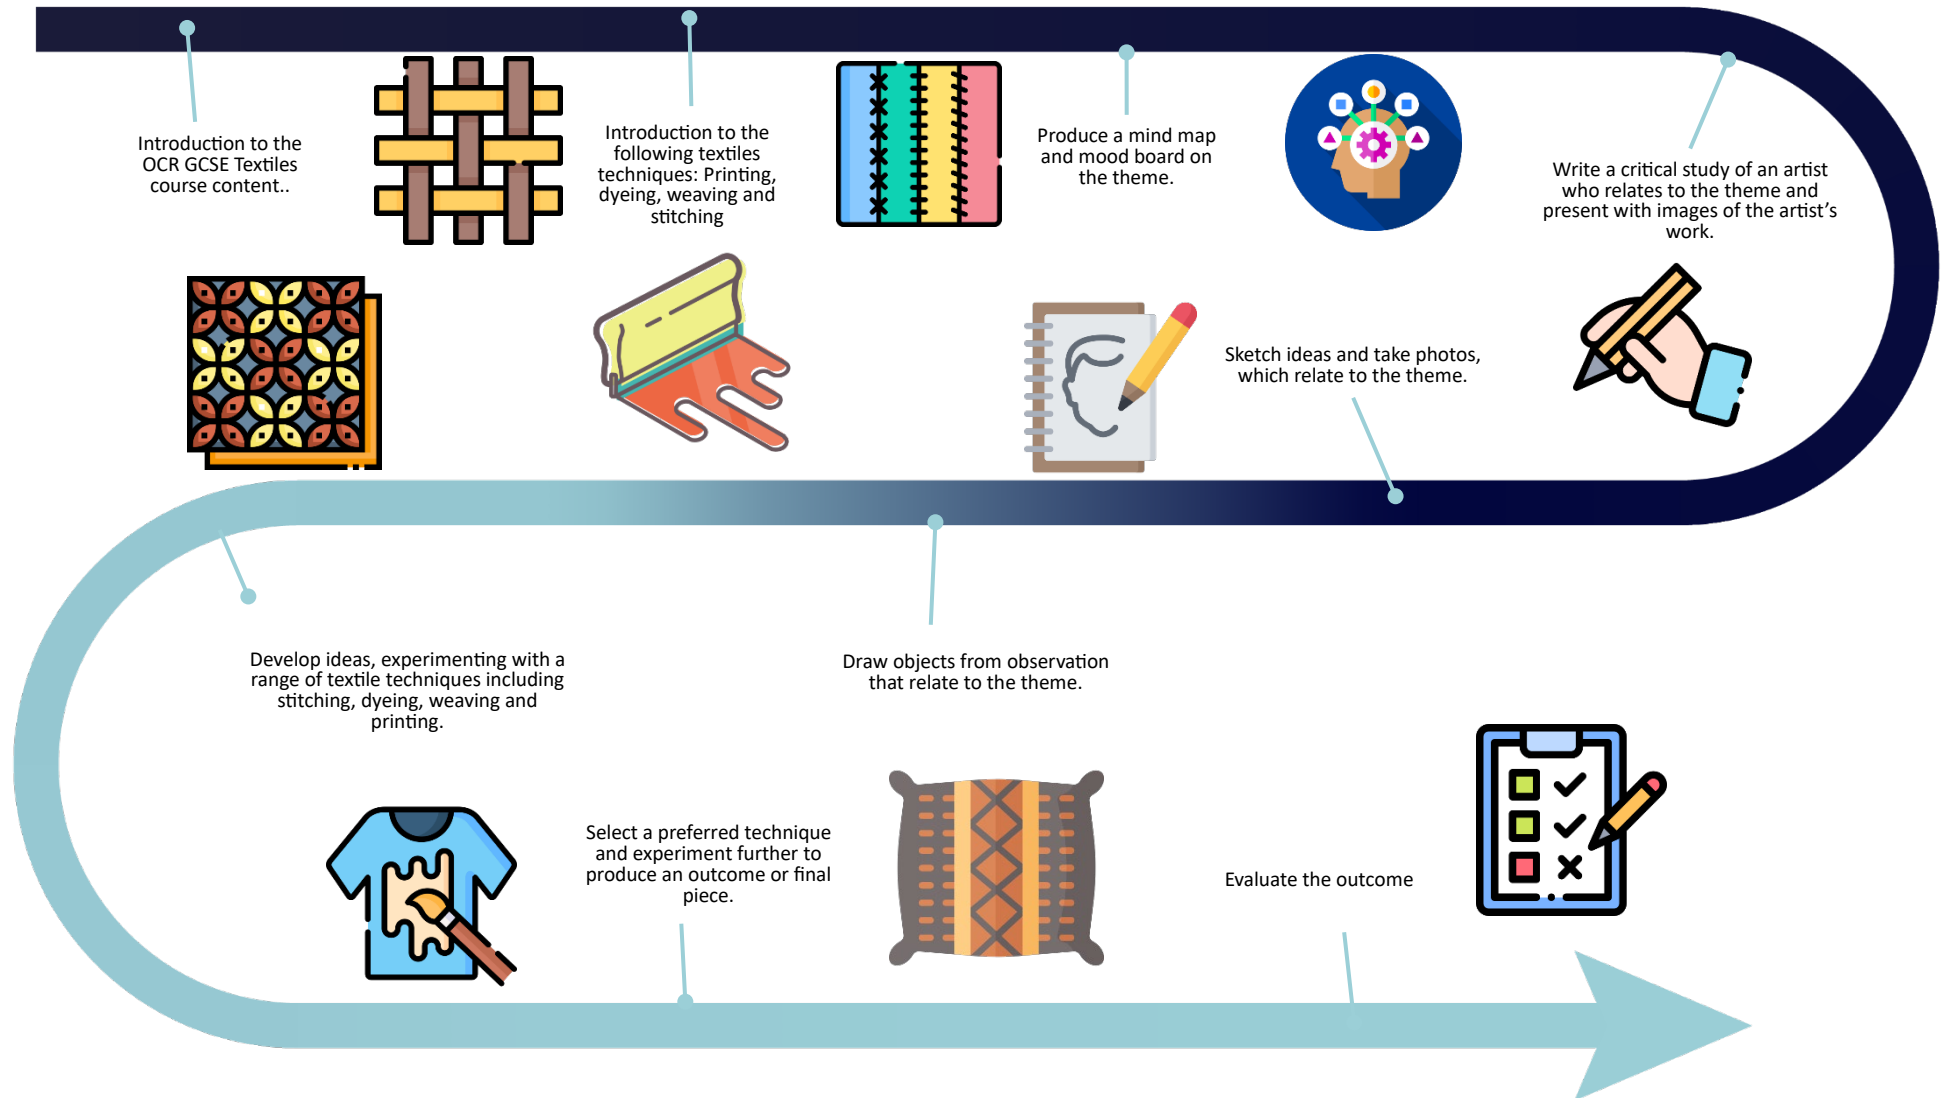 Introduction to the
OCR GCSE Textiles
course content..
Introduction to the
following textiles
techniques: Printing,
dyeing, weaving and
stitching
Produce a mind map
and mood board on
the theme.
Write a critical study of an artist
who relates to the theme and
present with images of the artist’s
work.
Sketch ideas and take photos,
which relate to the theme.
Draw objects from observation
that relate to the theme.
Develop ideas, experimenting with a
range of textile techniques including
stitching, dyeing, weaving and
printing.
Select a preferred technique
and experiment further to
produce an outcome or final
piece.
Evaluate the outcome